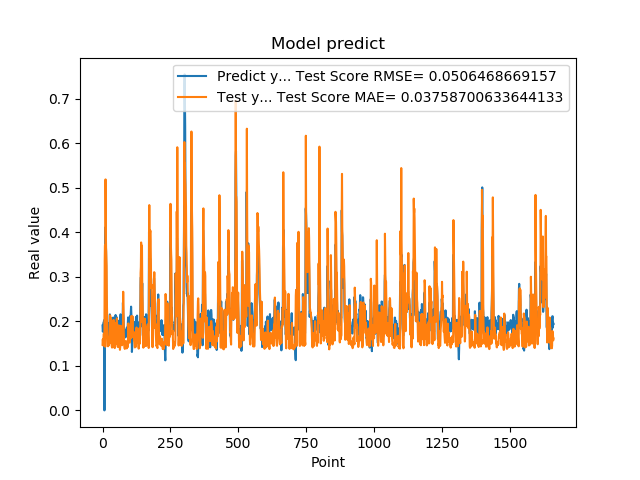 Model predict
Predict y... Test Score RMSE= 0.0506468669157
Test y... Test Score MAE= 0.03758700633644133
0.7
0.6
0.5
0.4
0.3
0.2
0.1
0.0
Real value
0 250 500 750 1000 1250 1500
Point